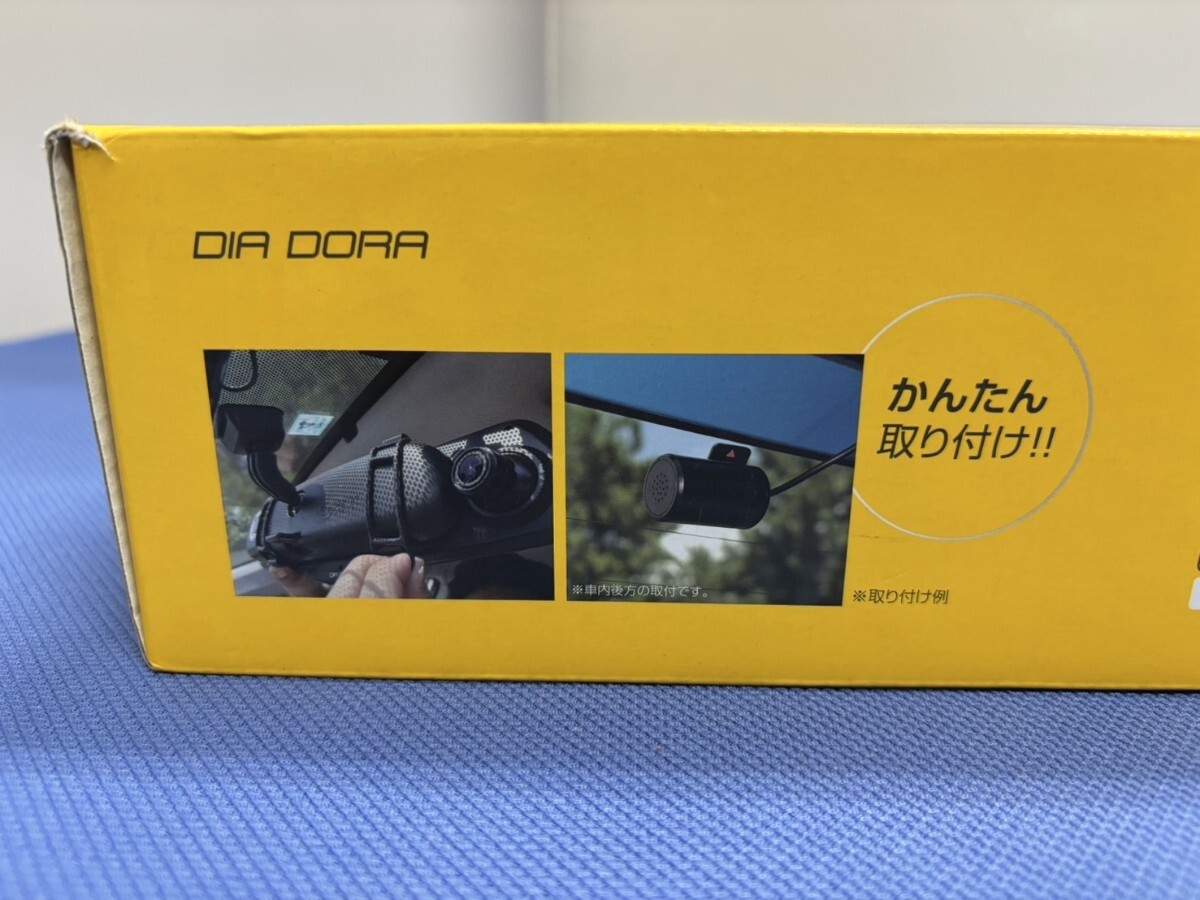 DIA DORA
かんたん
取り付け!!
※車内後方の取付です。
※取り付け例